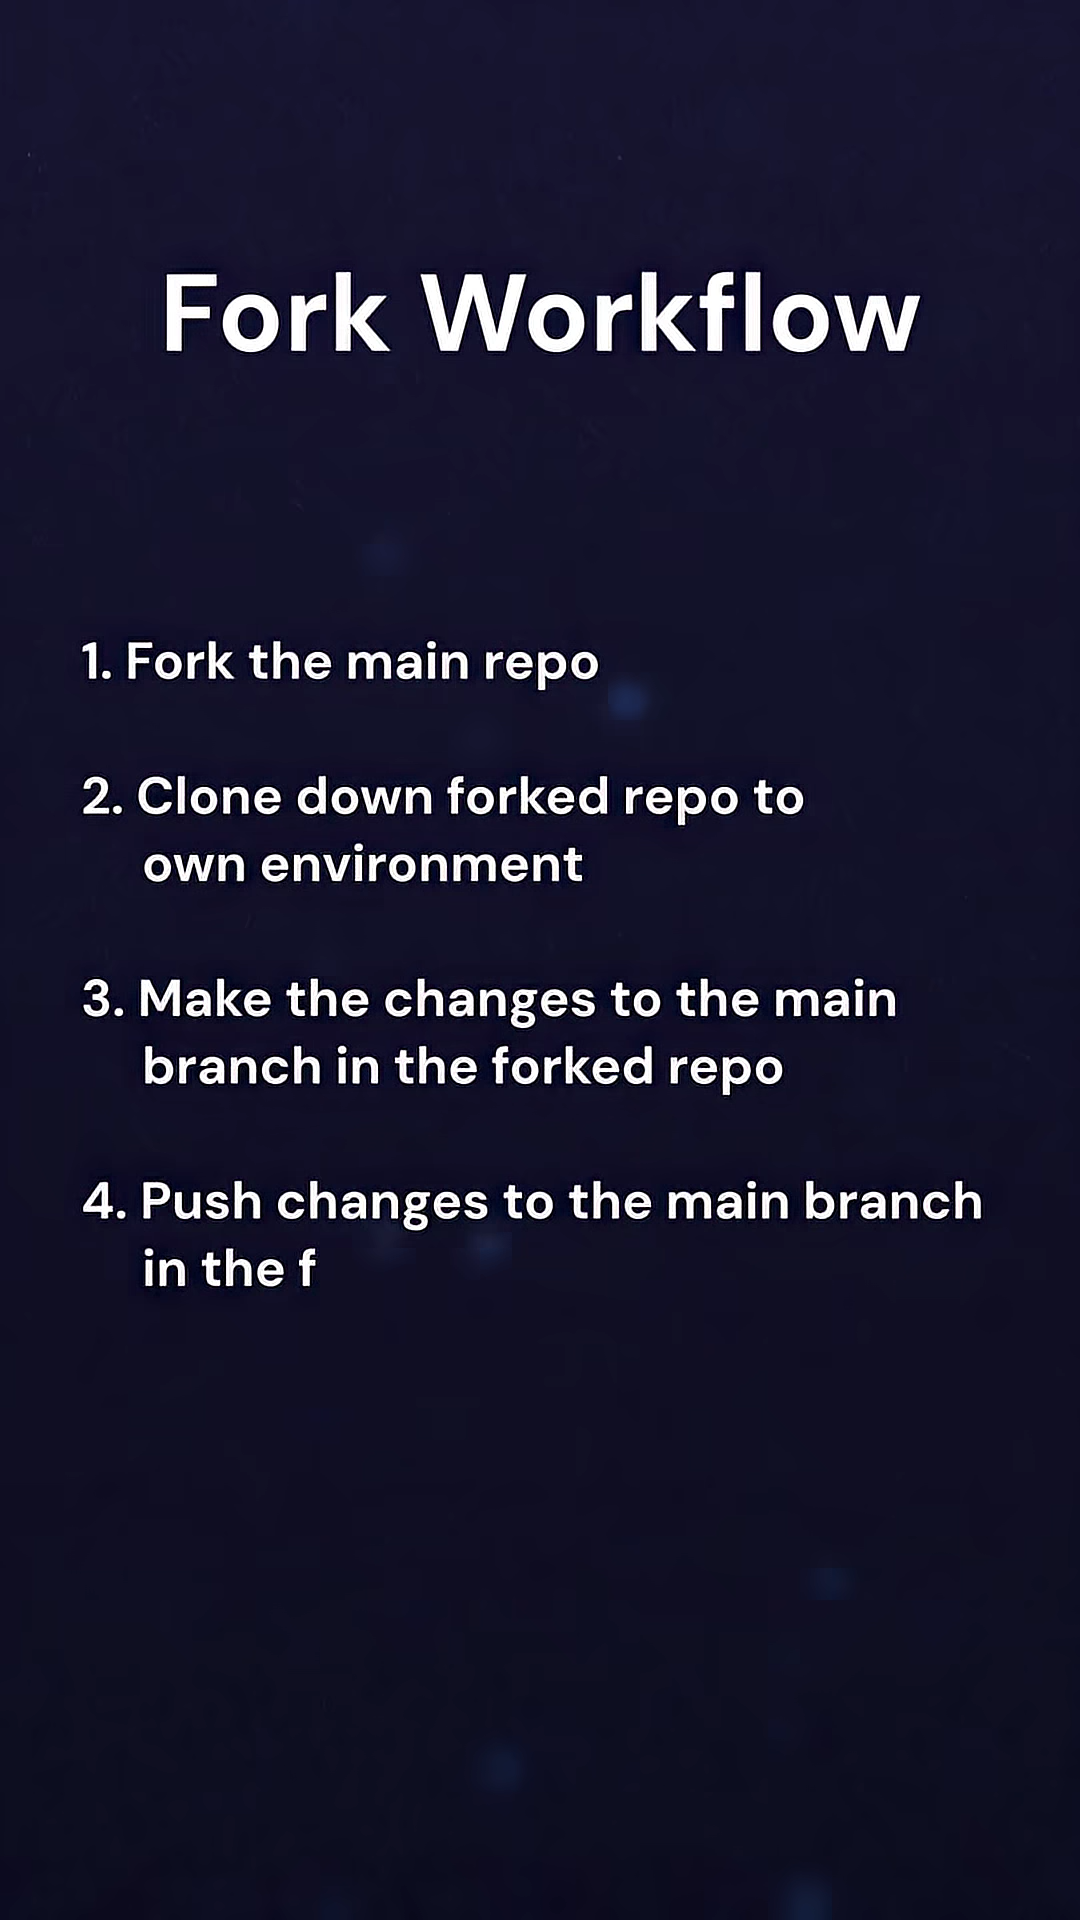 Fork Workflow
1. Fork the main repo
2. Clone down forked repo to
own environment
3. Make the changes to the main
branch in the forked repo
4. Push changes to the main branch
in the f